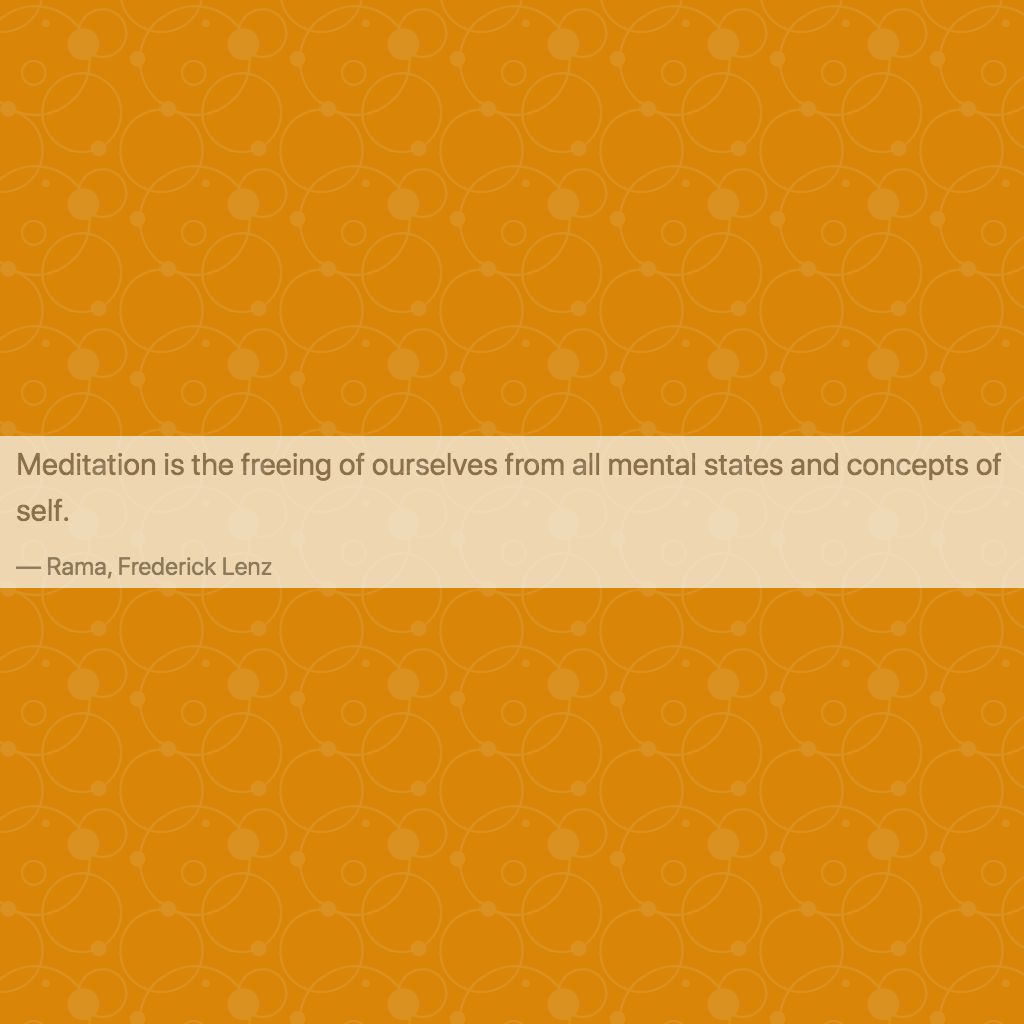 Meditation is the freeing of ourselves from all mental states and concepts of
self.
— Rama, Frederick Lenz